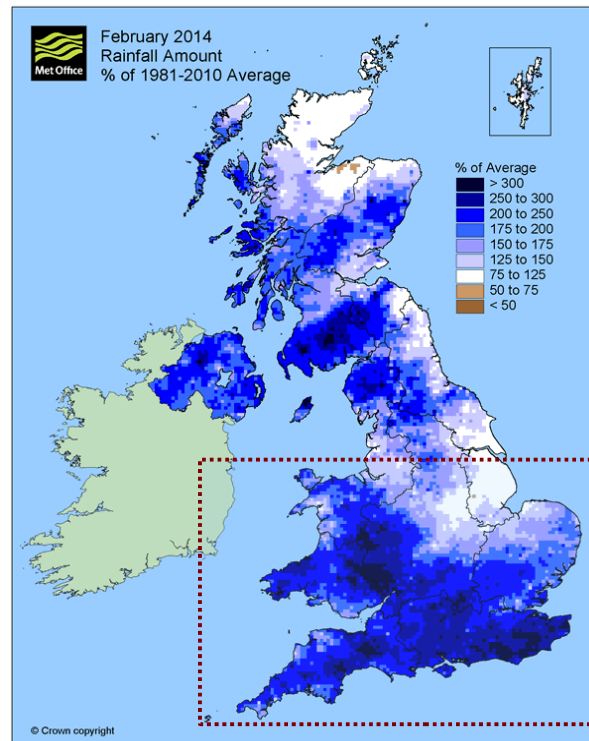 Met Office
February 2014
Rainfall Amount
% of 1981-2010 Average
% of Average
> 300
250 to 300
200 to 250
175 to 200
150 to 175
125 to 150
75 to 125
50 to 75
< 50
© Crown copyright